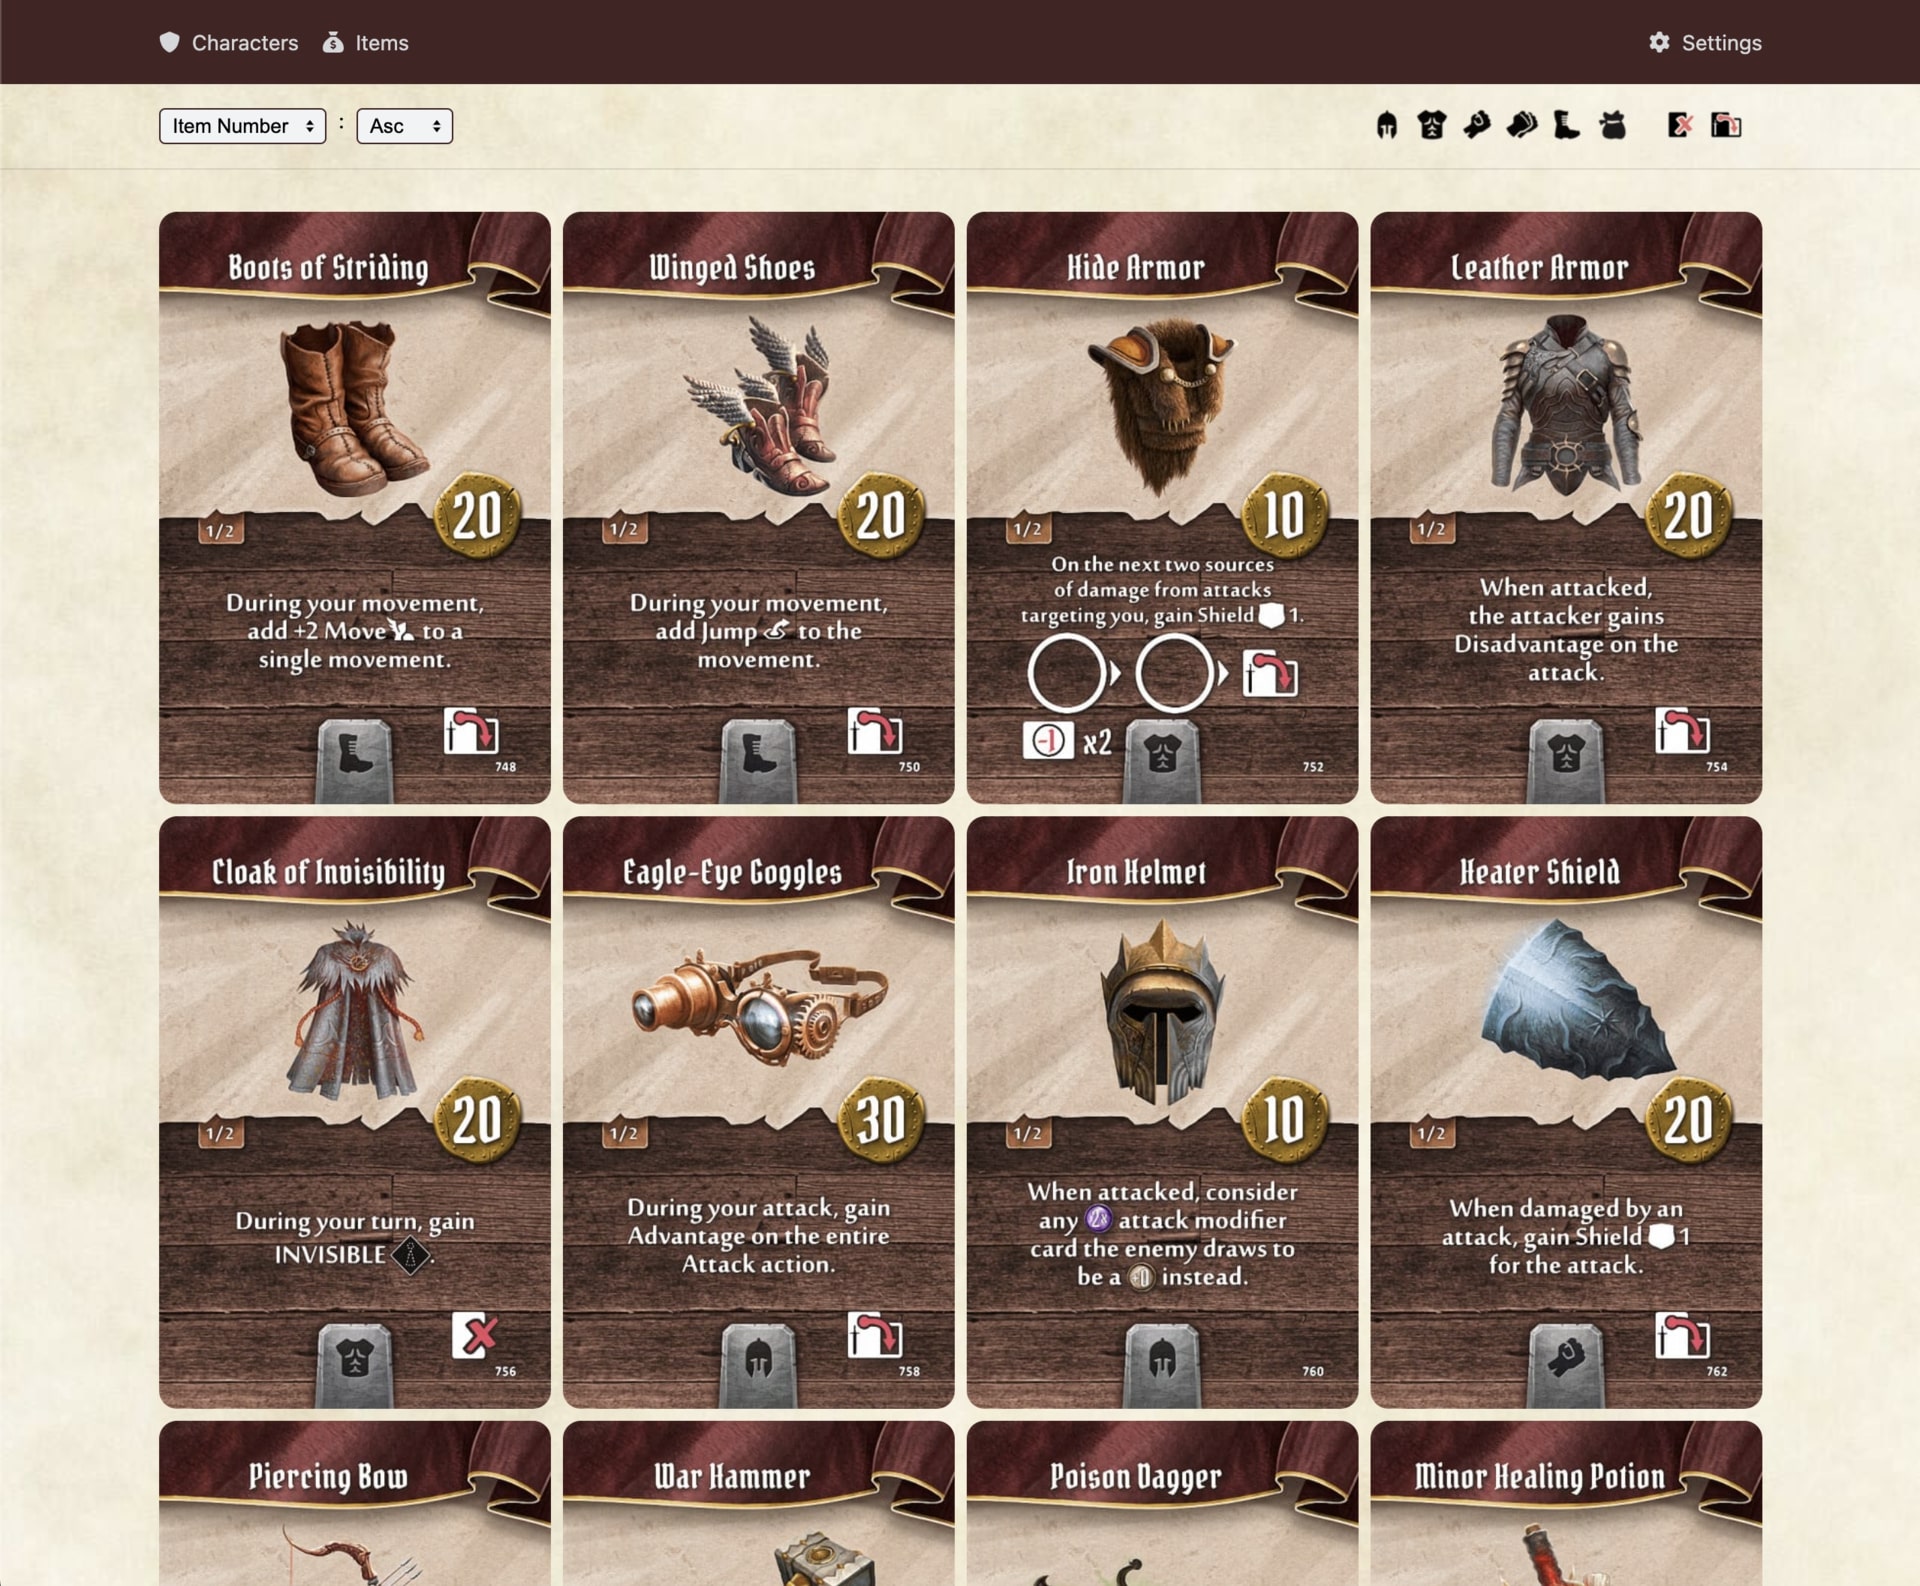 Characters
Items
Settings
Item Number : Asc
Boots of Striding
20
1/2
During your movement,
add +2 Move to a
single movement.
748
Winged Shoes
20
1/2
During your movement,
add Jump to the
movement.
750
Hide Armor
10
1/2
On the next two sources
of damage from attacks
targeting you, gain Shield 1.
-1 x2
752
Leather Armor
20
1/2
When attacked,
the attacker gains
Disadvantage on the
attack.
754
Cloak of Invisibility
20
1/2
During your turn, gain
INVISIBLE .
756
Eagle-Eye Goggles
30
1/2
During your attack, gain
Advantage on the entire
Attack action.
758
Iron Helmet
10
1/2
When attacked, consider
any 2x attack modifier
card the enemy draws to
be a +0 instead.
760
Heater Shield
20
1/2
When damaged by an
attack, gain Shield 1
for the attack.
762
Piercing Bow
War Hammer
Poison Dagger
Minor Healing Potion